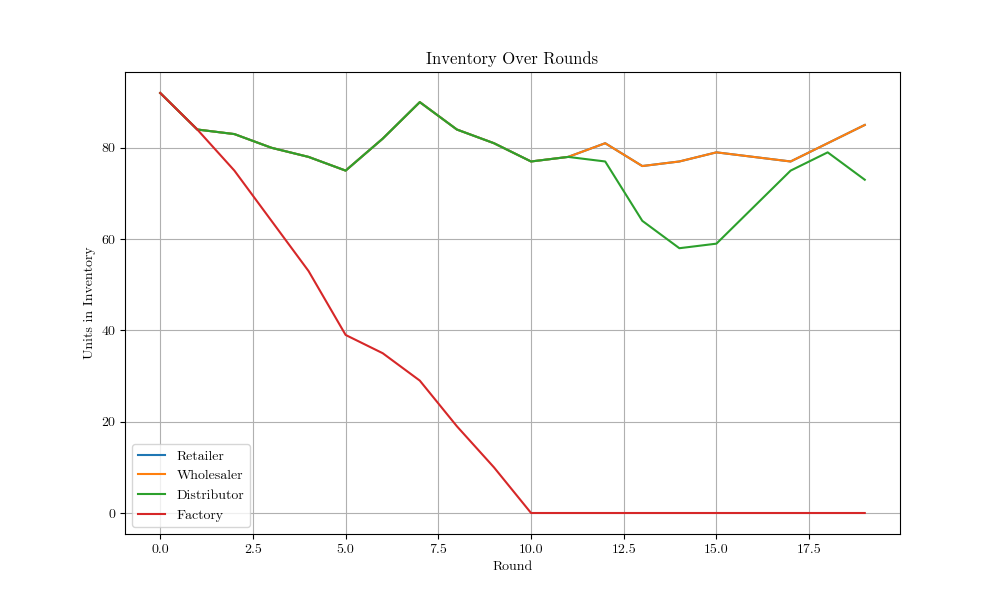 Inventory Over Rounds
Units in Inventory
80
60
40
20
0
Retailer
Wholesaler
Distributor
Factory
0.0 2.5 5.0 7.5 10.0 12.5 15.0 17.5
Round